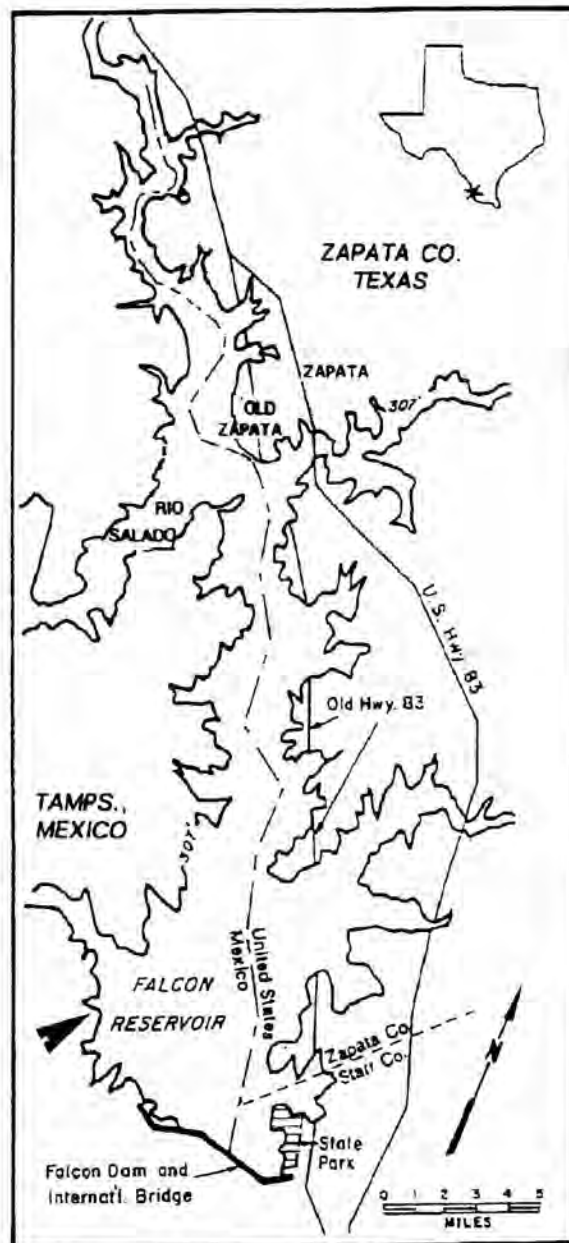 ZAPATA CO.
TEXAS
ZAPATA
307'
OLD
ZAPATA
RIO
SALADO
U.S. Hwy. 83
Old Hwy. 83
TAMPS.,
MEXICO
307'
United States
Mexico
FALCON
RESERVOIR
Zapata Co.
Starr Co.
N
State
Park
Falcon Dam and
Internat'l. Bridge
0 1 2 3 4 5
MILES